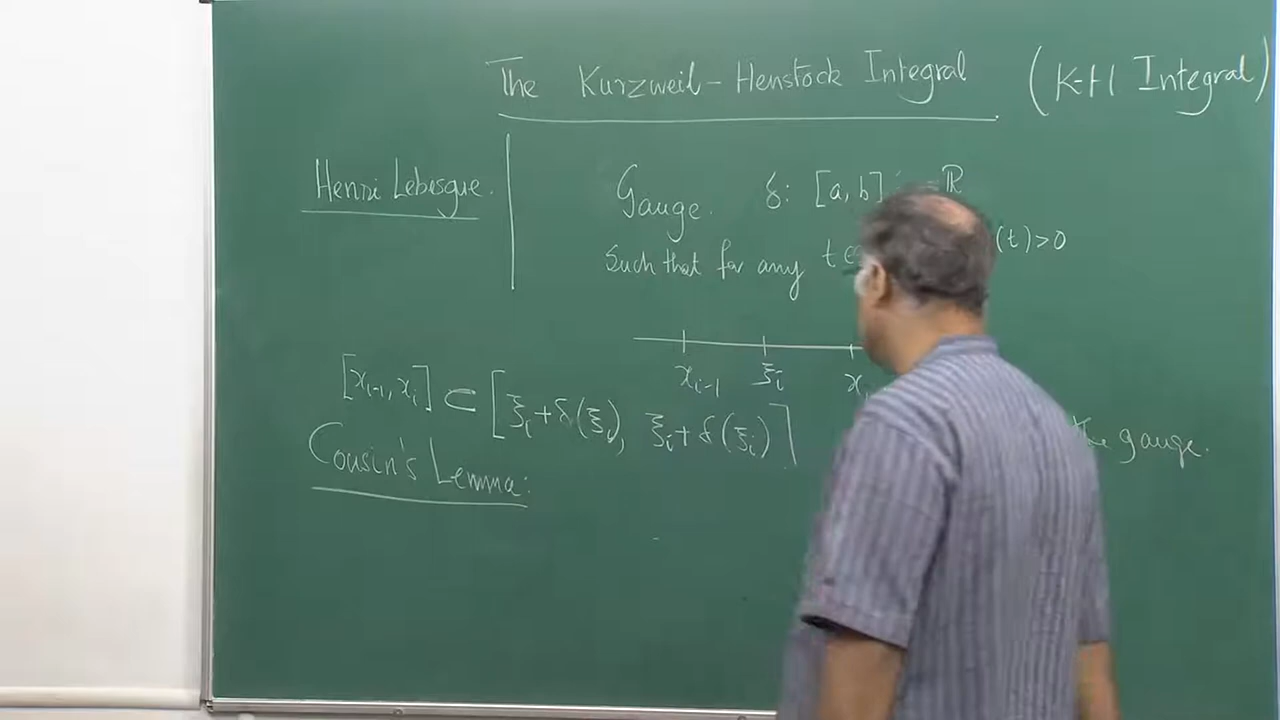 The Kurzweil - Henstock Integral (K-H Integral)
Henri Lebesgue.
Gauge. δ: [a, b] ℝ
Such that for any t ∈ (t) > 0
x_{i-1} ξ_i x_i
[x_{i-1}, x_i] ⊂ [ξ_i + δ(ξ_i), ξ_i + δ(ξ_i)]
the gauge.
Cousin's Lemma: